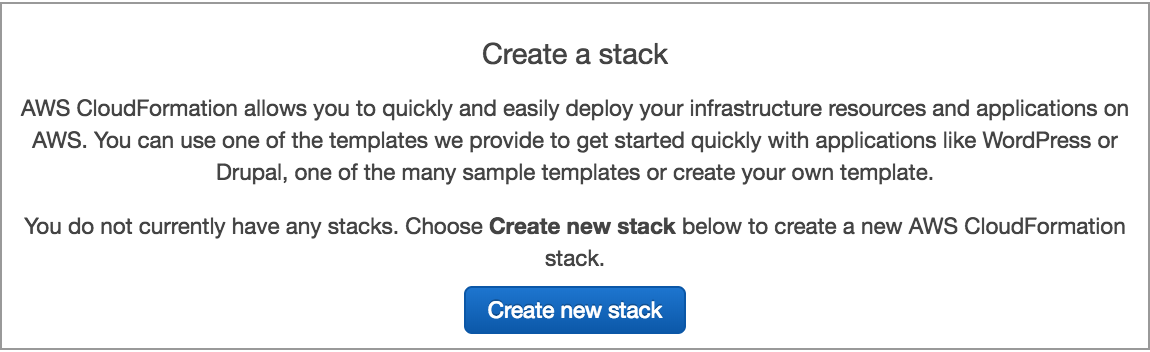 Create a stack
AWS CloudFormation allows you to quickly and easily deploy your infrastructure resources and applications on
AWS. You can use one of the templates we provide to get started quickly with applications like WordPress or
Drupal, one of the many sample templates or create your own template.
You do not currently have any stacks. Choose Create new stack below to create a new AWS CloudFormation
stack.
Create new stack